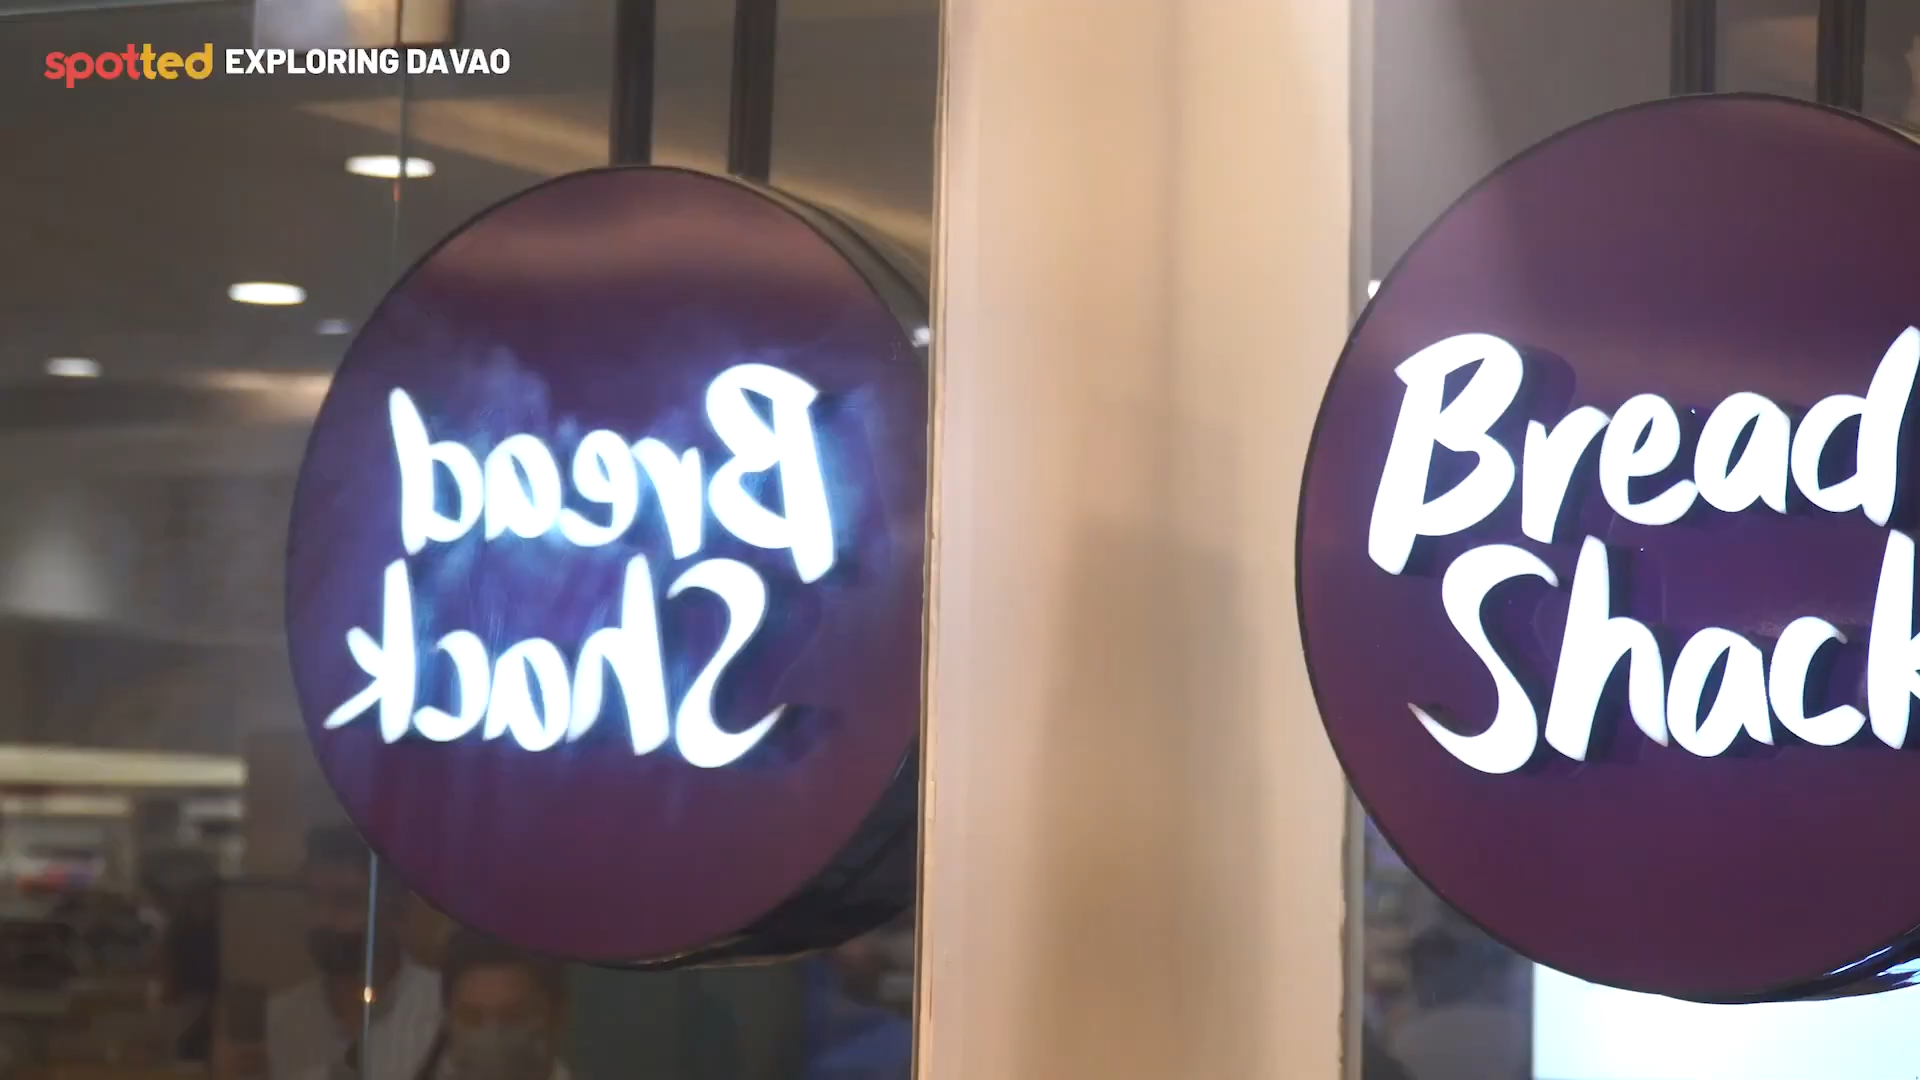 spotted EXPLORING DAVAO
Bread
Shack
Bread
Shack